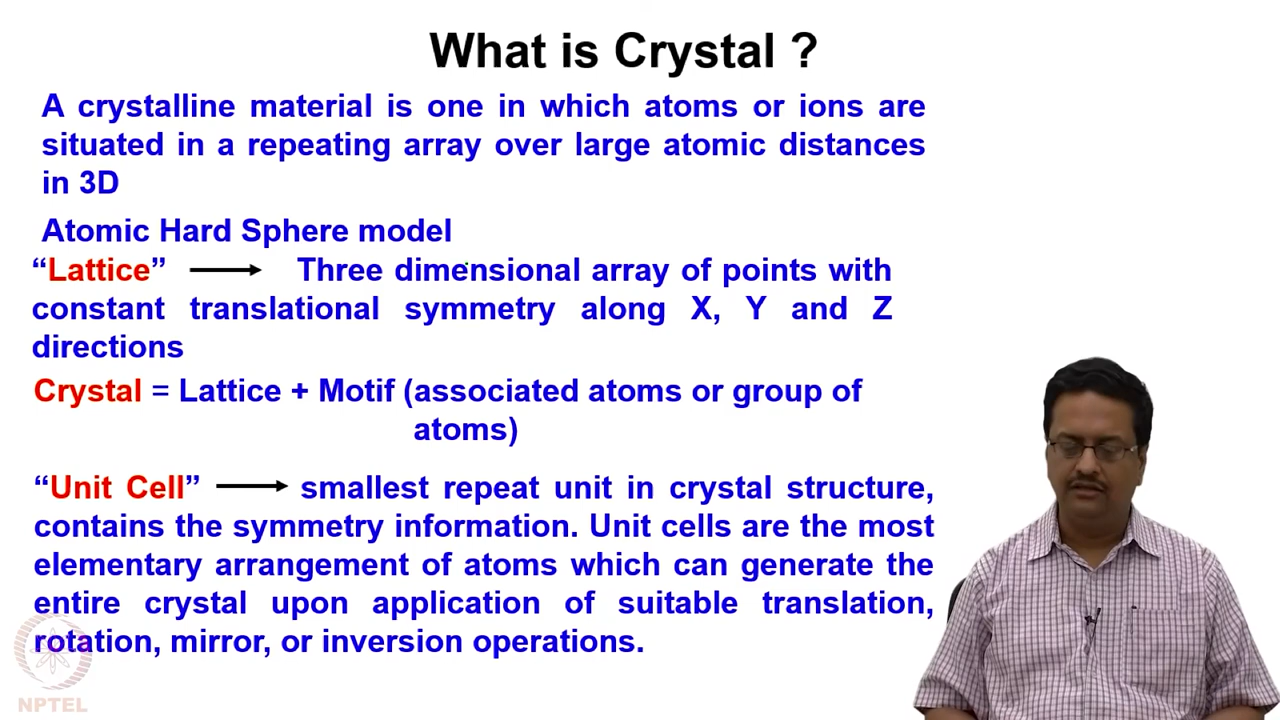 What is Crystal ?
A crystalline material is one in which atoms or ions are
situated in a repeating array over large atomic distances
in 3D
Atomic Hard Sphere model
“Lattice” ⟶ Three dimensional array of points with
constant translational symmetry along X, Y and Z
directions
Crystal = Lattice + Motif (associated atoms or group of
atoms)
“Unit Cell” ⟶ smallest repeat unit in crystal structure,
contains the symmetry information. Unit cells are the most
elementary arrangement of atoms which can generate the
entire crystal upon application of suitable translation,
rotation, mirror, or inversion operations.
NPTEL